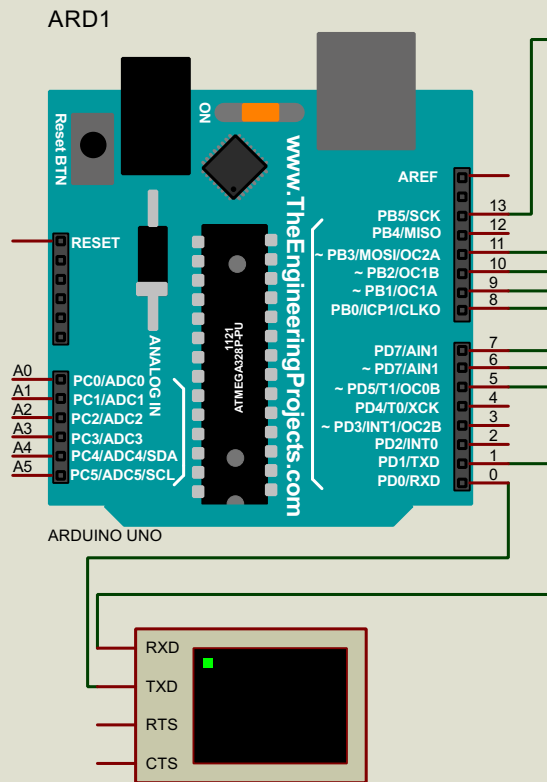 ARD1
Reset BTN
ON
www.TheEngineeringProjects.com
AREF
PB5/SCK 13
PB4/MISO 12
~ PB3/MOSI/OC2A 11
~ PB2/OC1B 10
~ PB1/OC1A 9
PB0/ICP1/CLKO 8
RESET
1121
ATMEGA328P-PU
ANALOG IN
PD7/AIN1 7
~ PD7/AIN1 6
~ PD5/T1/OC0B 5
PD4/T0/XCK 4
~ PD3/INT1/OC2B 3
PD2/INT0 2
PD1/TXD 1
PD0/RXD 0
A0 PC0/ADC0
A1 PC1/ADC1
A2 PC2/ADC2
A3 PC3/ADC3
A4 PC4/ADC4/SDA
A5 PC5/ADC5/SCL
ARDUINO UNO
RXD
TXD
RTS
CTS